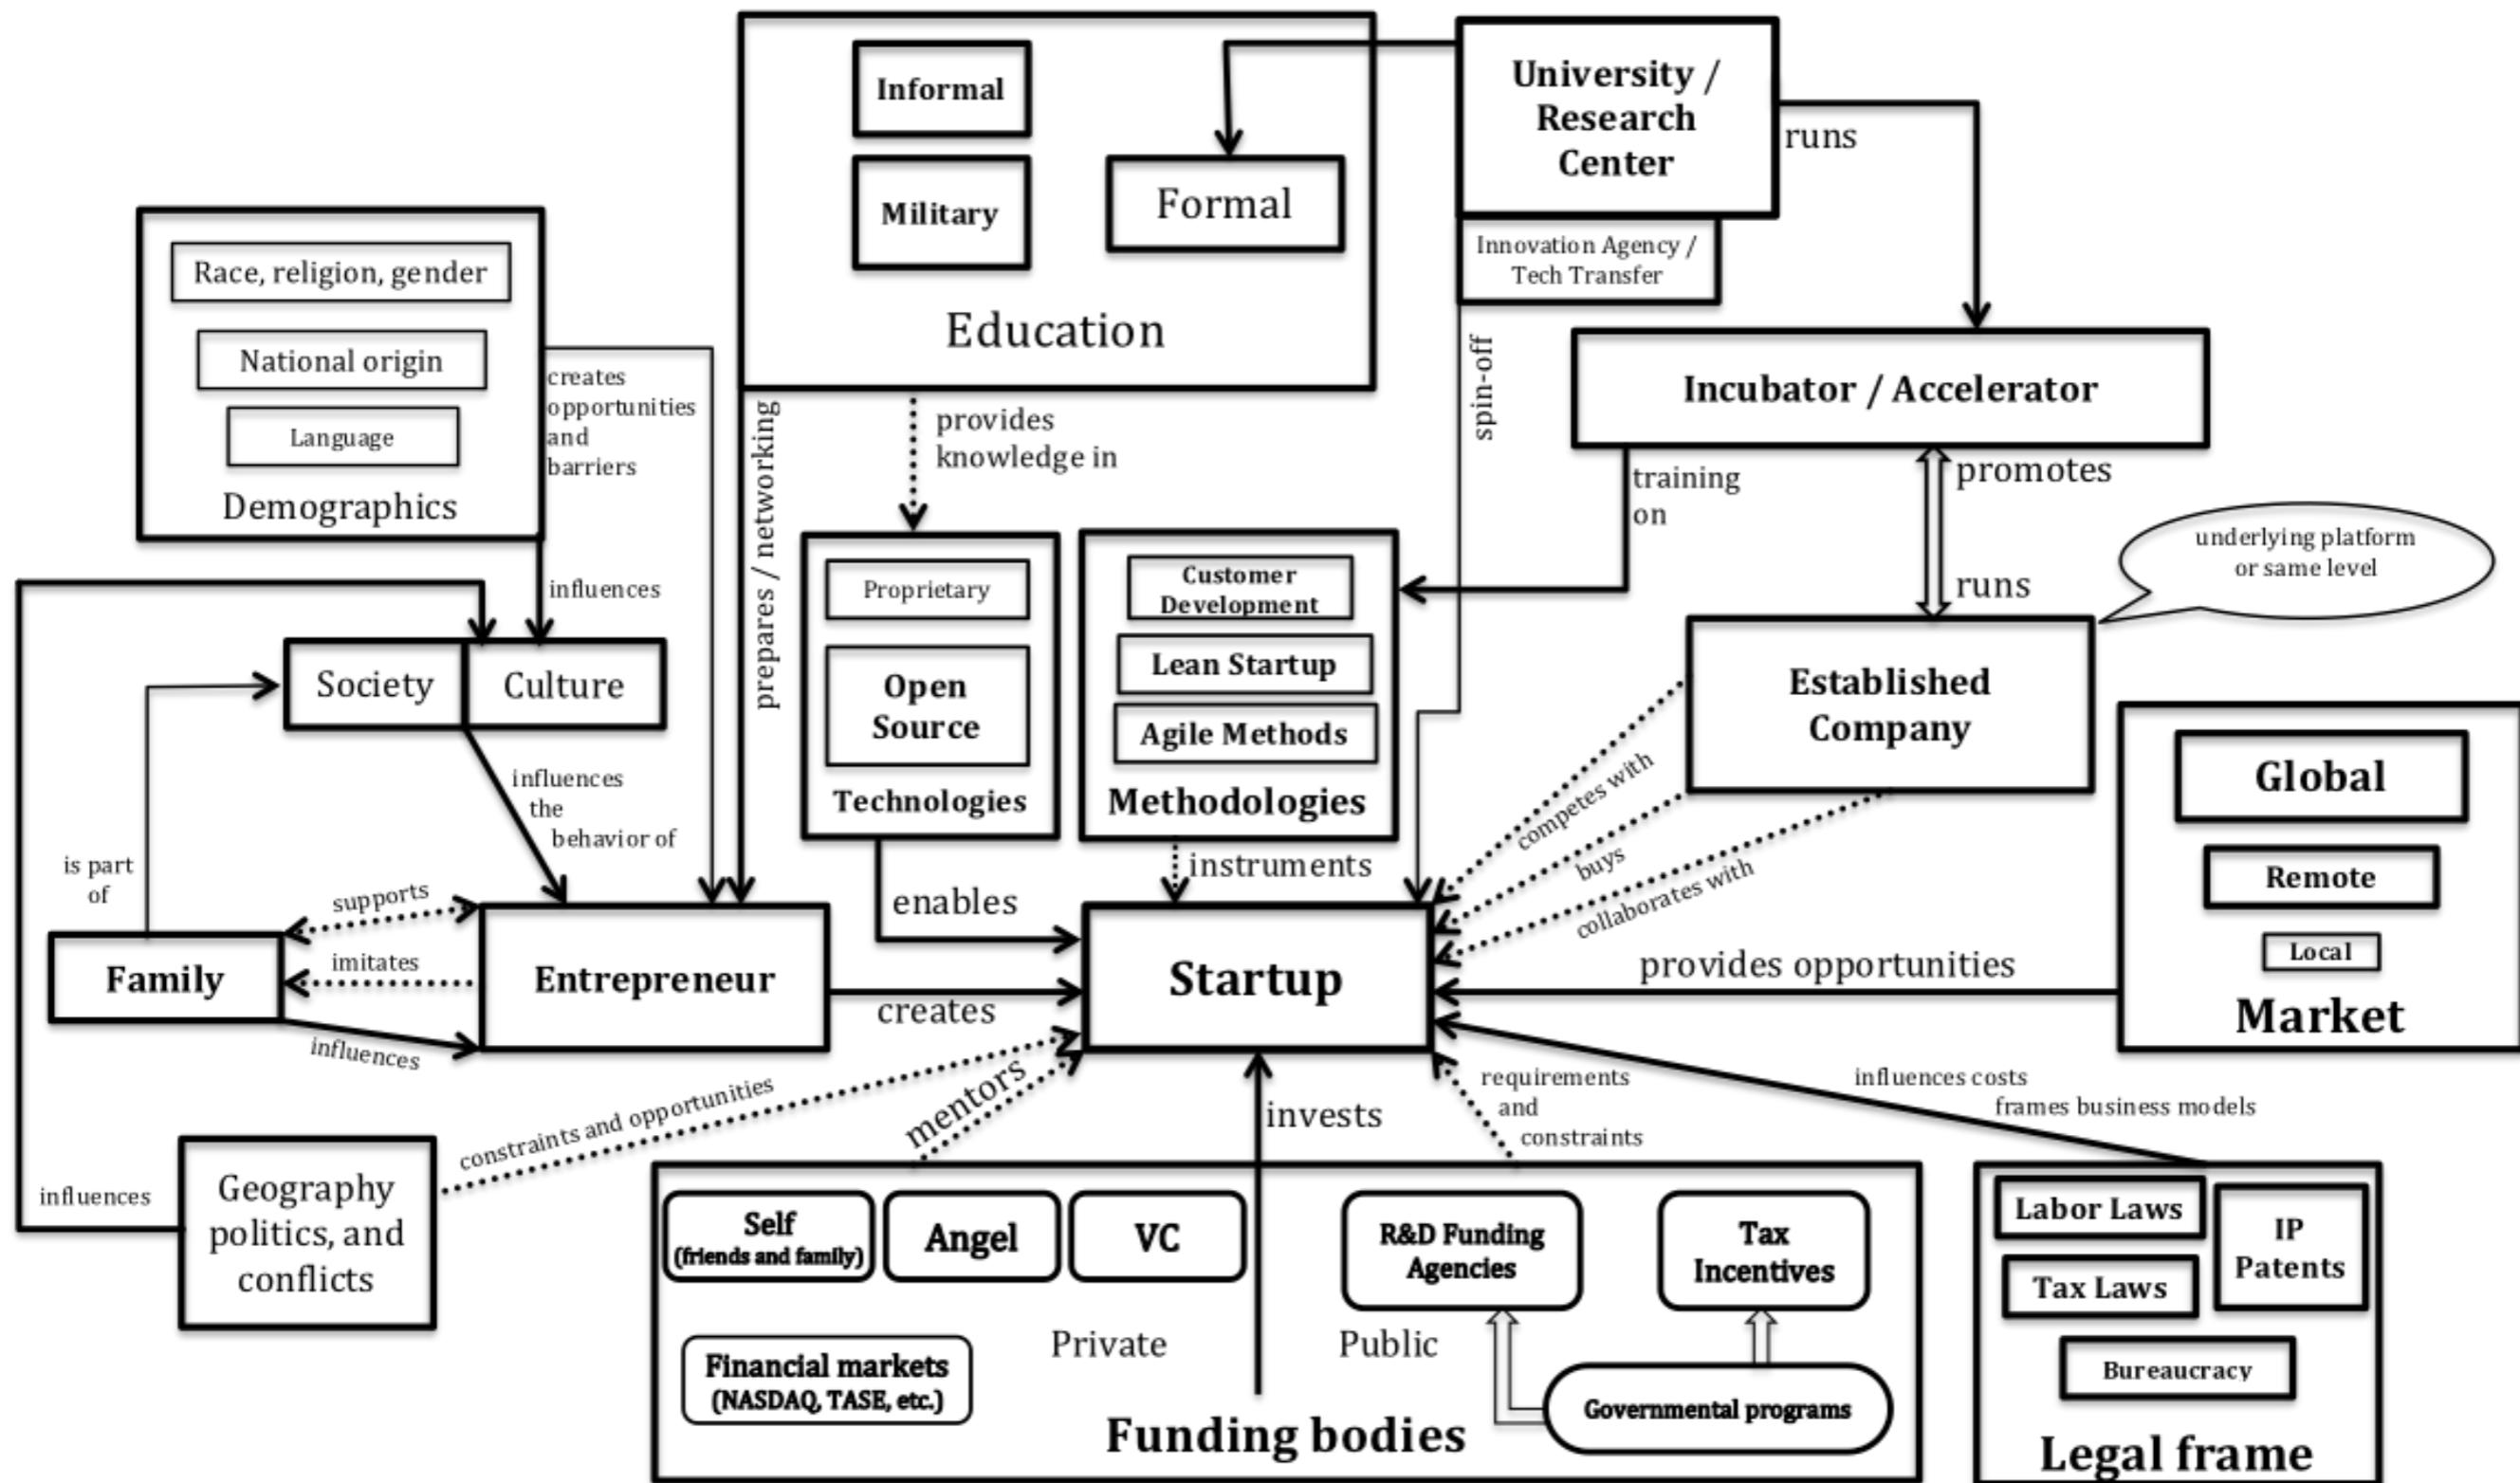 Informal
Military
Formal
Education
University /
Research
Center
Innovation Agency /
Tech Transfer
runs
Race, religion, gender
National origin
Language
Demographics
creates
opportunities
and
barriers
influences
prepares / networking
provides
knowledge in
spin-off
Incubator / Accelerator
training
on
promotes
runs
underlying platform
or same level
Proprietary
Open
Source
Technologies
Customer
Development
Lean Startup
Agile Methods
Methodologies
Established
Company
Society
Culture
influences
the
behavior of
is part
of
supports
imitates
influences
Family
Entrepreneur
enables
instruments
creates
Startup
competes with
buys
collaborates with
provides opportunities
Global
Remote
Local
Market
constraints and opportunities
mentors
invests
requirements
and
constraints
influences costs
frames business models
influences
Geography
politics, and
conflicts
Self
(friends and family)
Angel
VC
R&D Funding
Agencies
Tax
Incentives
Private
Public
Financial markets
(NASDAQ, TASE, etc.)
Governmental programs
Funding bodies
Labor Laws
IP
Patents
Tax Laws
Bureaucracy
Legal frame